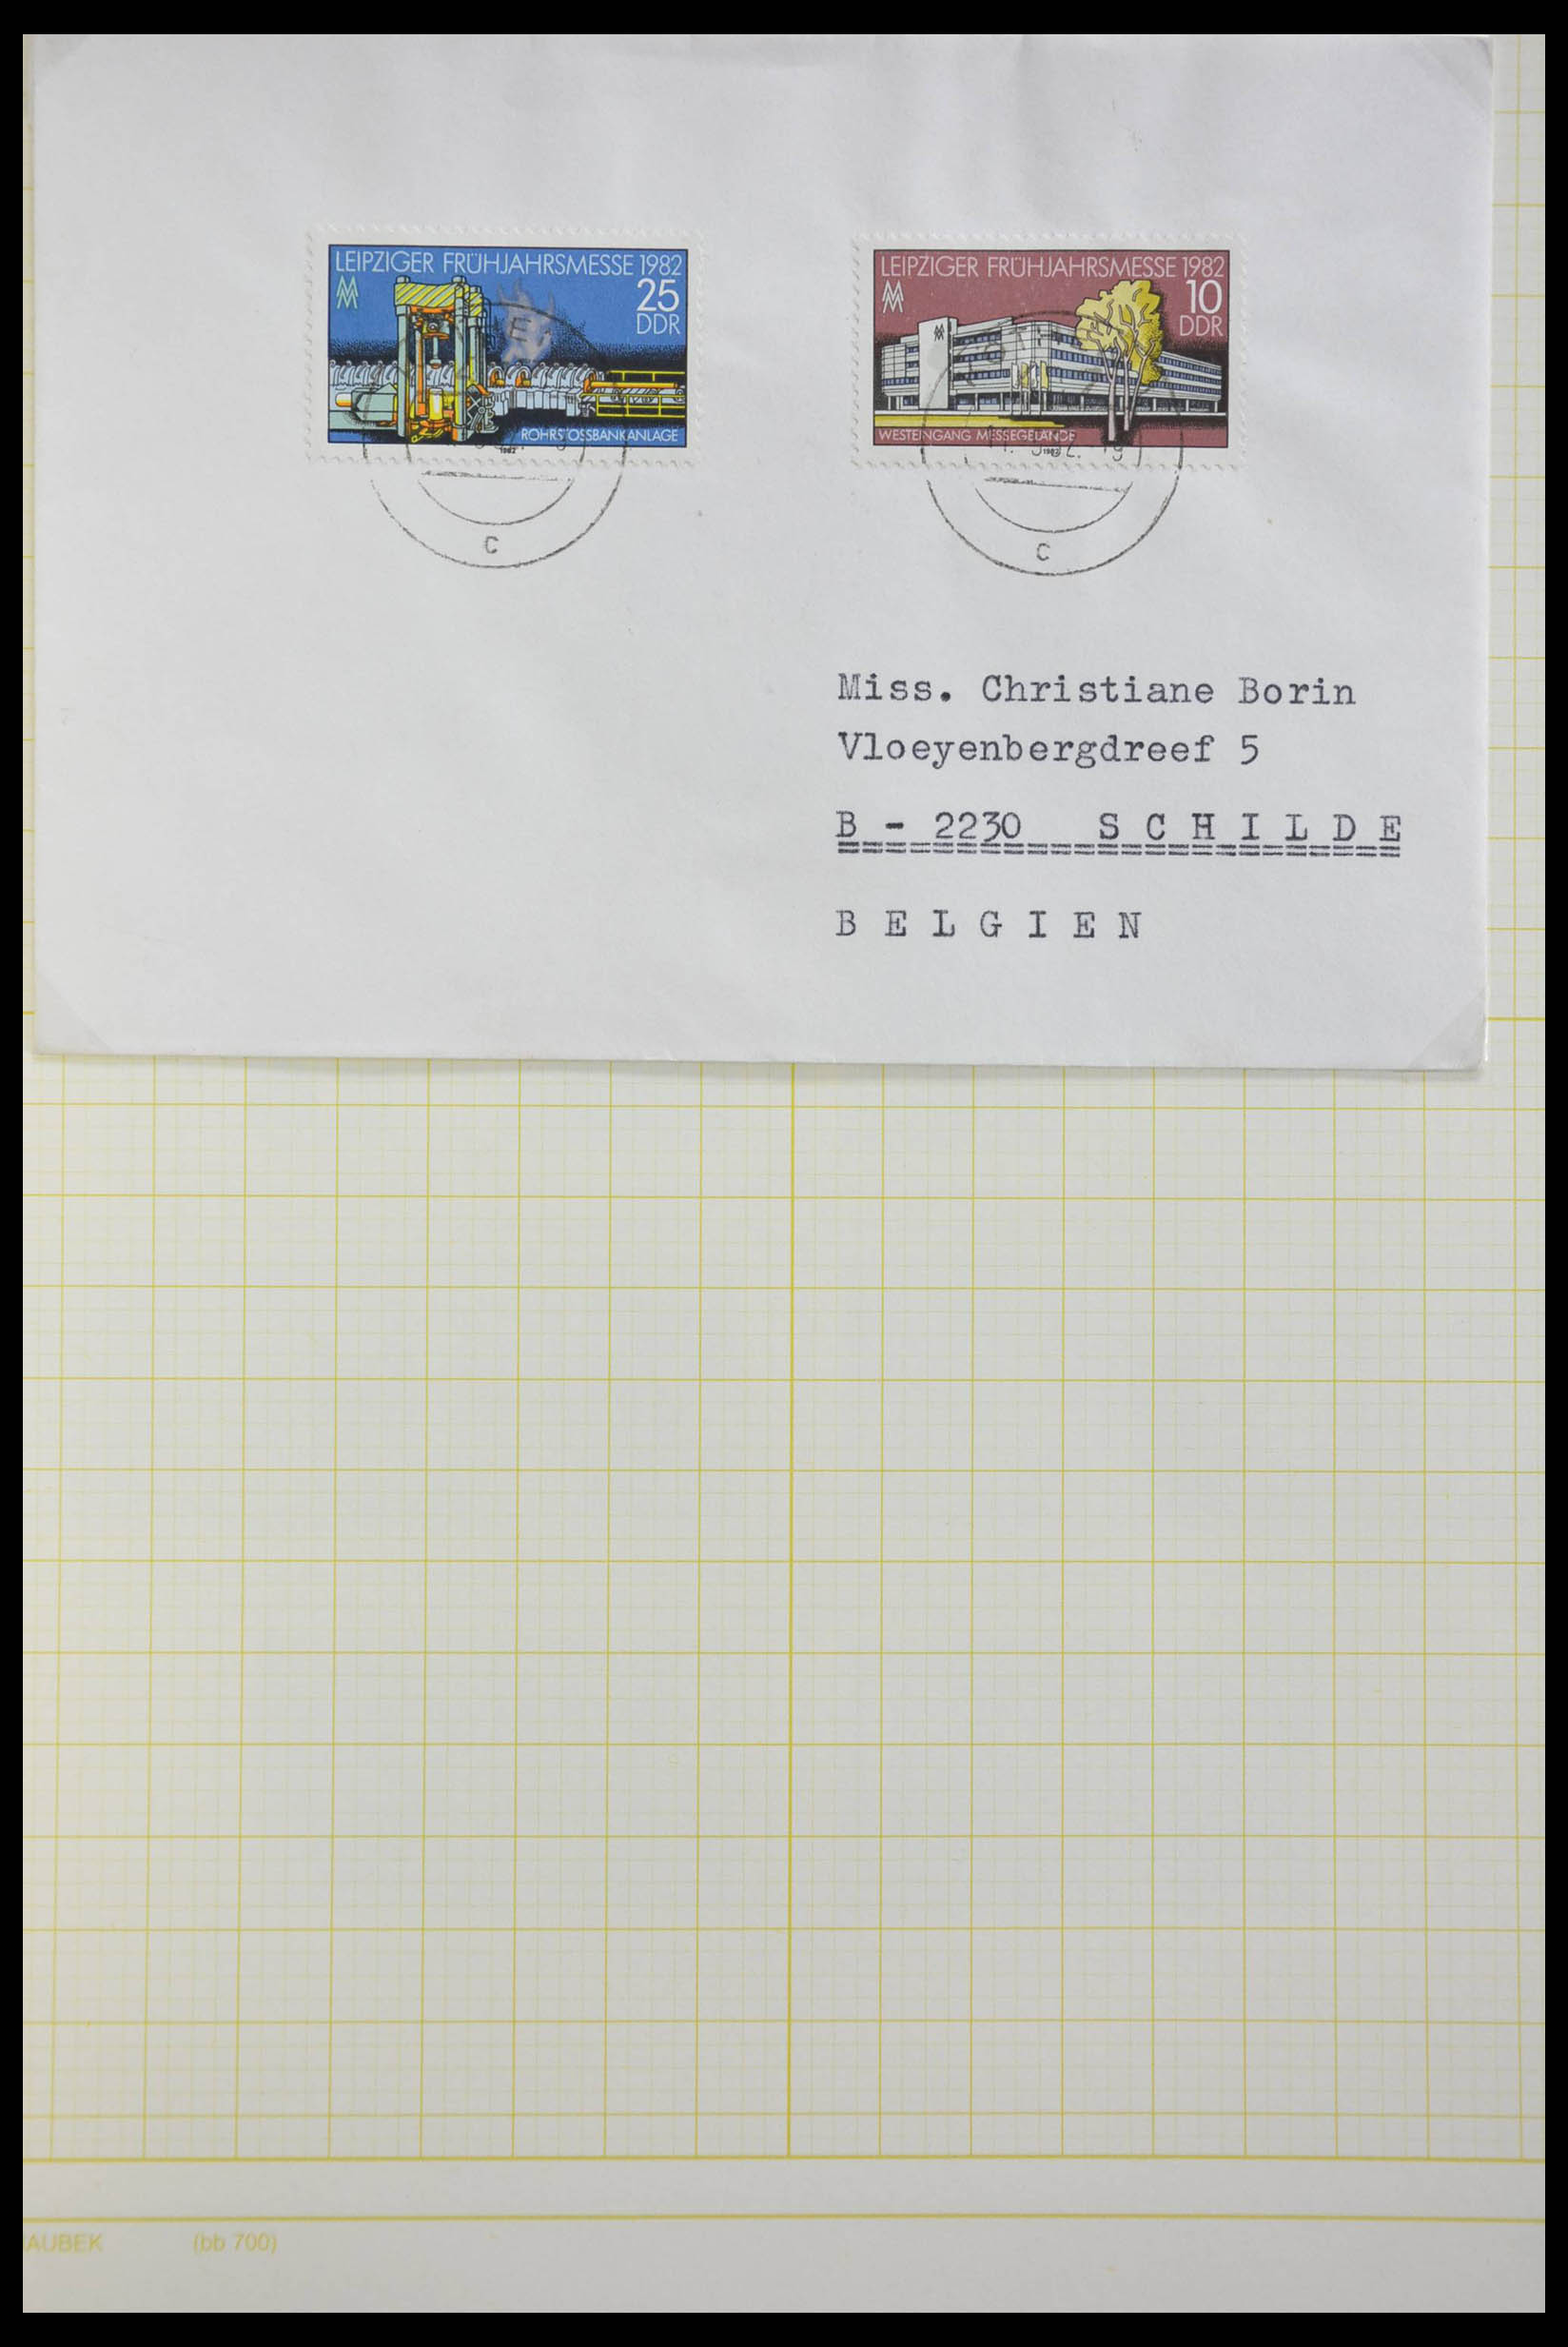 LEIPZIGER FRÜHJAHRSMESSE 1982
25
DDR
ROHRSTOSSBANKANLAGE
1982
LEIPZIGER FRÜHJAHRSMESSE 1982
10
DDR
WESTEINGANG MESSEGELÄNDE
1982
c
c
Miss. Christiane Borin
Vloeyenbergdreef 5
B - 2230 S C H I L D E
B E L G I E N
AUBEK (bb 700)